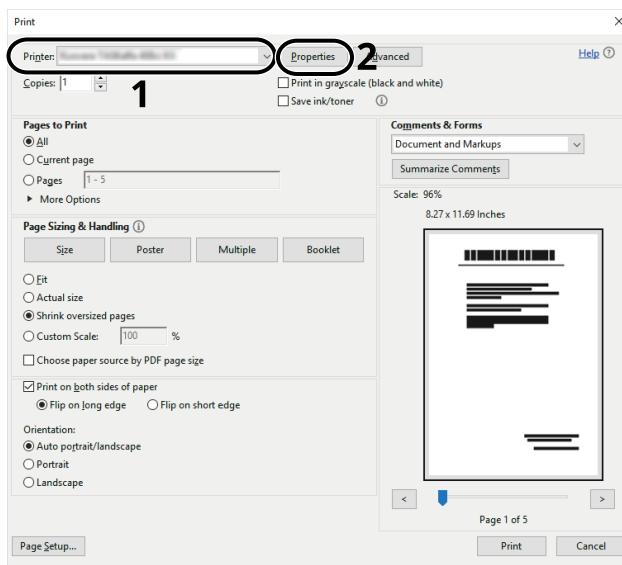 Print
Printer:
Properties
2
Advanced
Help
Copies: 1
1
Print in grayscale (black and white)
Save ink/toner
Pages to Print
All
Current page
Pages 1 - 5
More Options
Comments & Forms
Document and Markups
Summarize Comments
Scale: 96%
8.27 x 11.69 Inches
Page Sizing & Handling
Size Poster Multiple Booklet
Fit
Actual size
Shrink oversized pages
Custom Scale: 100 %
Choose paper source by PDF page size
Print on both sides of paper
Flip on long edge Flip on short edge
Orientation:
Auto portrait/landscape
Portrait
Landscape
< >
Page 1 of 5
Page Setup...
Print Cancel